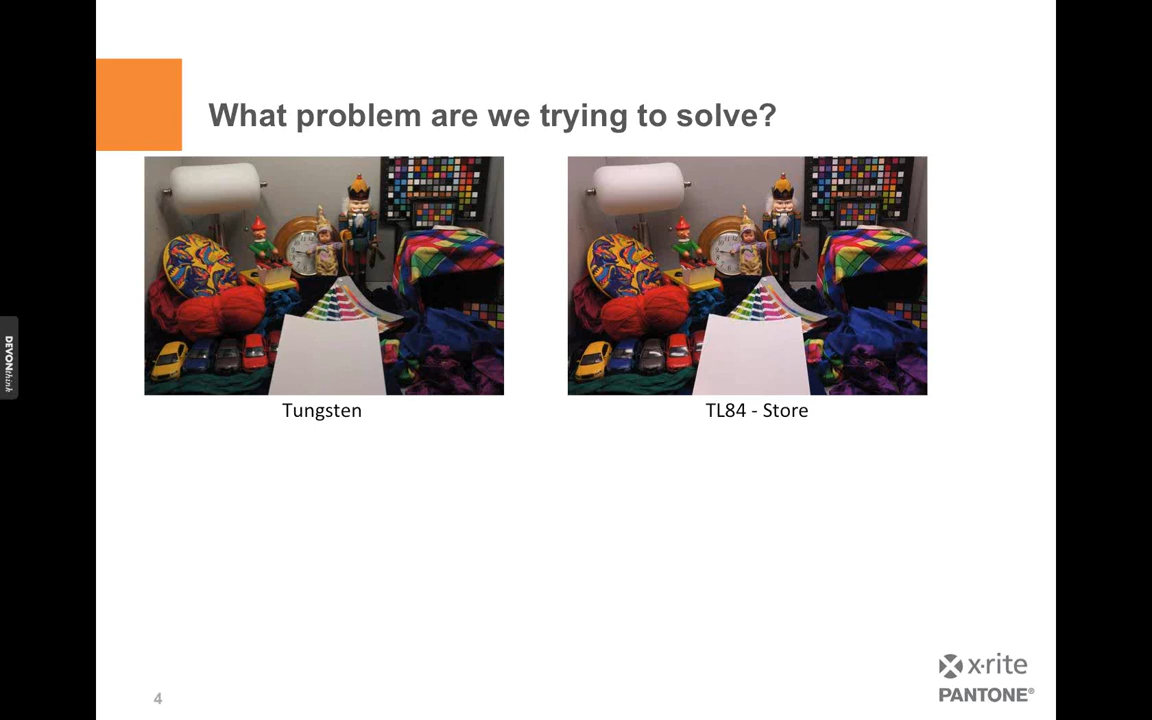 What problem are we trying to solve?
Tungsten
TL84 - Store
DEVONthink
4
x·rite
PANTONE®